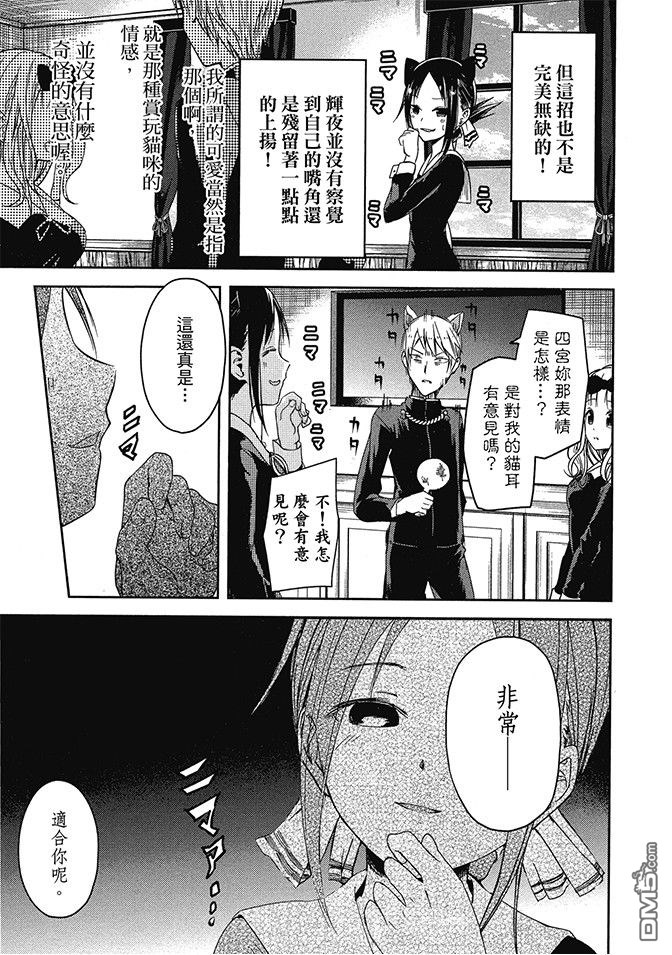 但這招也不是
完美無缺的！
ニマ
ニマ
ニマ
ニマ
輝夜並沒有察覺
到自己的嘴角還
是殘留著一點點
的上揚！
我所謂的可愛當然是指
那個啊，
就是那種賞玩貓咪的
情感，
並沒有什麼
奇怪的意思喔。
四宮妳那表情
是怎樣…？
是對我的貓耳
有意見嗎？
カタ
カタ
カタ
ニマ
ニマ
不！我怎
麼會有意
見呢？
這還真是…
ニマ
非常——
ニマァ…
適合你呢。
DM5.com